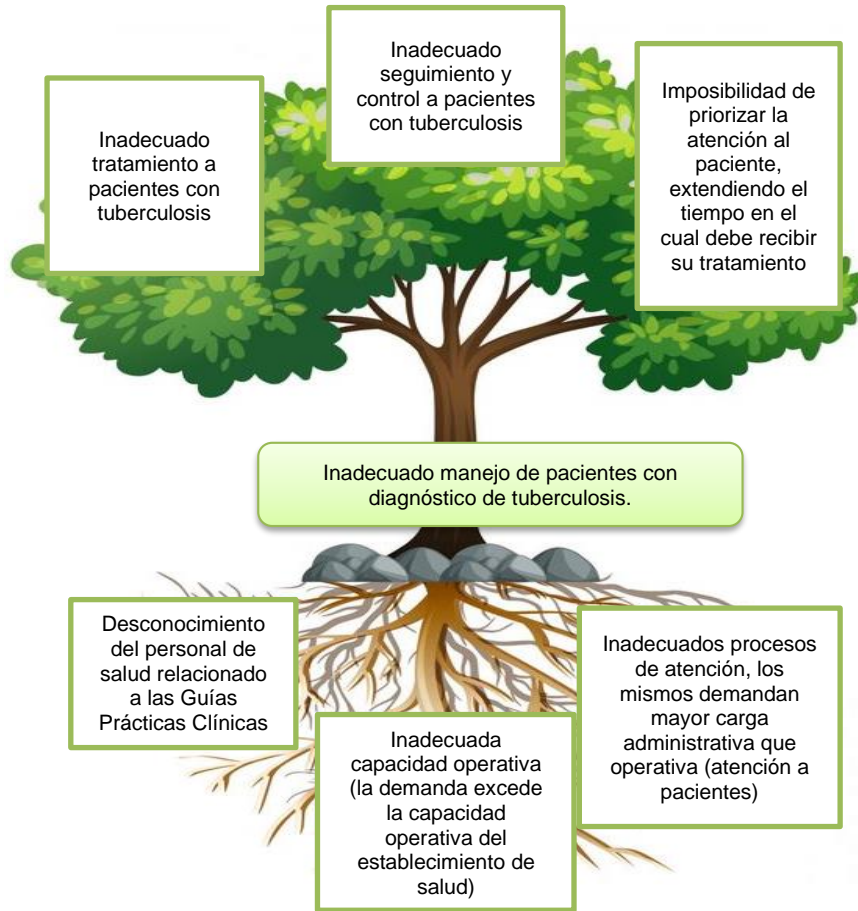 Inadecuado
tratamiento a
pacientes con
tuberculosis
Inadecuado
seguimiento y
control a pacientes
con tuberculosis
Imposibilidad de
priorizar la
atención al
paciente,
extendiendo el
tiempo en el
cual debe recibir
su tratamiento
Inadecuado manejo de pacientes con
diagnóstico de tuberculosis.
Desconocimiento
del personal de
salud relacionado
a las Guías
Prácticas Clínicas
Inadecuada
capacidad operativa
(la demanda excede
la capacidad
operativa del
establecimiento de
salud)
Inadecuados procesos
de atención, los
mismos demandan
mayor carga
administrativa que
operativa (atención a
pacientes)